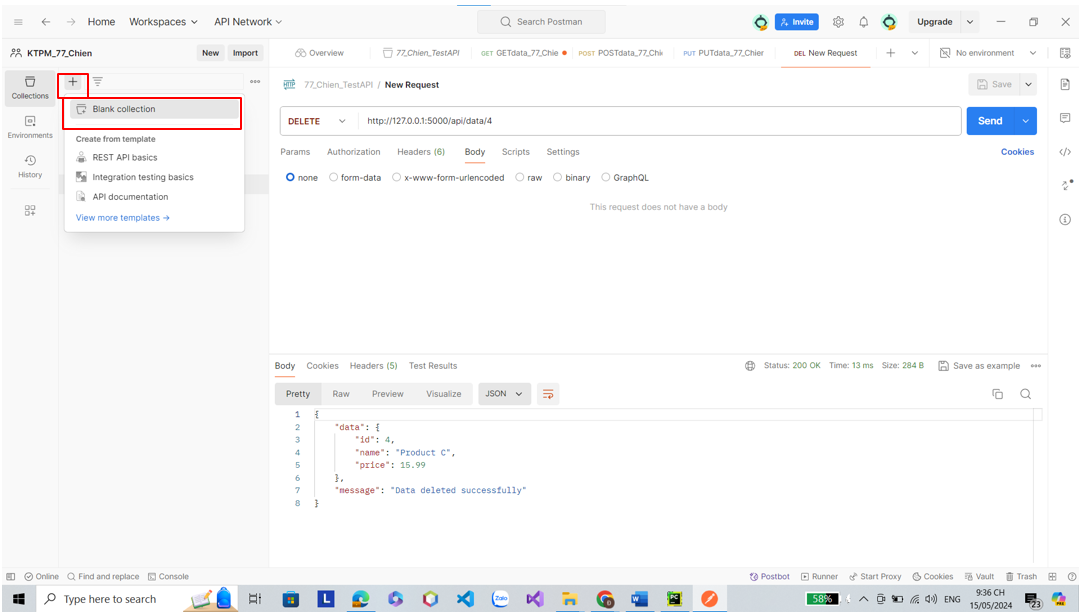 Home Workspaces API Network Search Postman Invite Upgrade
KTPM_77_Chien New Import Overview 77_Chien_TestAPI GET GETdata_77_Chie POST POSTdata_77_Chi PUT PUTdata_77_Chier DEL New Request No environment
Collections
Environments
History
Blank collection
Create from template
REST API basics
Integration testing basics
API documentation
View more templates →
HTTP 77_Chien_TestAPI / New Request Save
DELETE http://127.0.0.1:5000/api/data/4 Send
Params Authorization Headers (6) Body Scripts Settings Cookies
none form-data x-www-form-urlencoded raw binary GraphQL
This request does not have a body
Body Cookies Headers (5) Test Results Status: 200 OK Time: 13 ms Size: 284 B Save as example
Pretty Raw Preview Visualize JSON
1 {
2 "data": {
3 "id": 4,
4 "name": "Product C",
5 "price": 15.99
6 },
7 "message": "Data deleted successfully"
8 }
Online Find and replace Console Postbot Runner Start Proxy Cookies Vault Trash
Type here to search L Zalo PC 58% ENG 9:36 CH
15/05/2024 23 PRE